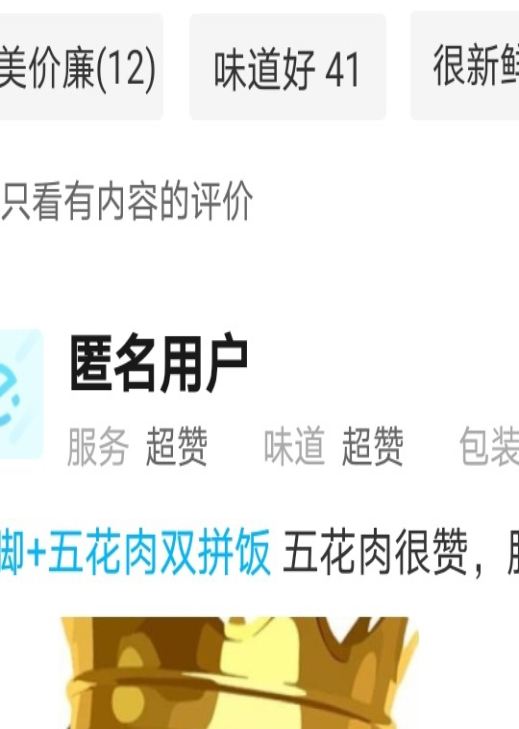 美价廉(12) 味道好 41 很新鲜
只看有内容的评价
匿名用户
服务 超赞 味道 超赞 包装
脚+五花肉双拼饭 五花肉很赞，